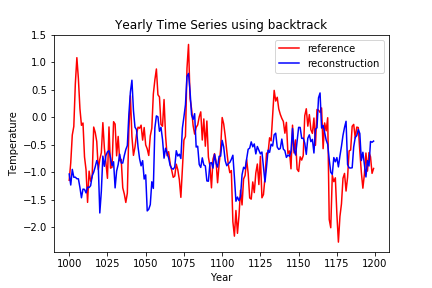 Yearly Time Series using backtrack
1.5
1.0
0.5
0.0
−0.5
−1.0
−1.5
−2.0
Temperature
reference
reconstruction
1000 1025 1050 1075 1100 1125 1150 1175 1200
Year